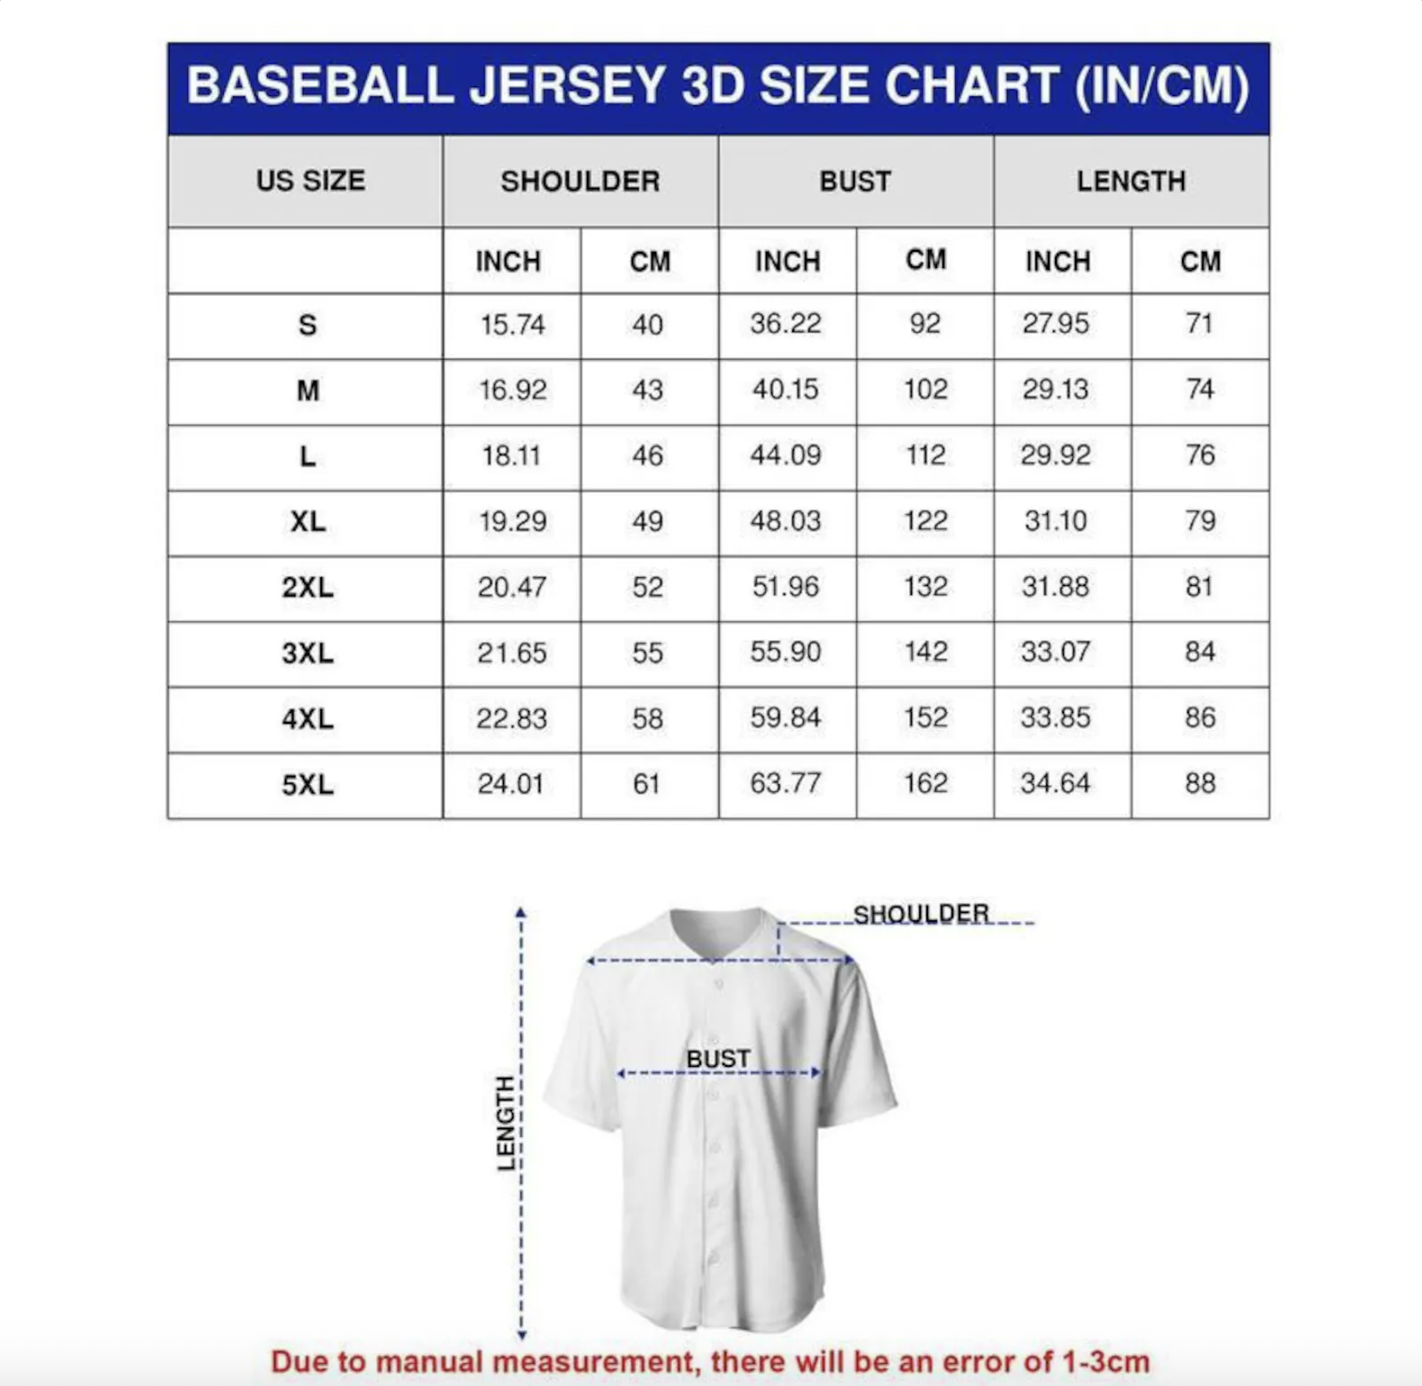 BASEBALL JERSEY 3D SIZE CHART (IN/CM)
US SIZE SHOULDER BUST LENGTH
INCH CM INCH CM INCH CM
S 15.74 40 36.22 92 27.95 71
M 16.92 43 40.15 102 29.13 74
L 18.11 46 44.09 112 29.92 76
XL 19.29 49 48.03 122 31.10 79
2XL 20.47 52 51.96 132 31.88 81
3XL 21.65 55 55.90 142 33.07 84
4XL 22.83 58 59.84 152 33.85 86
5XL 24.01 61 63.77 162 34.64 88
SHOULDER
BUST
LENGTH
Due to manual measurement, there will be an error of 1-3cm